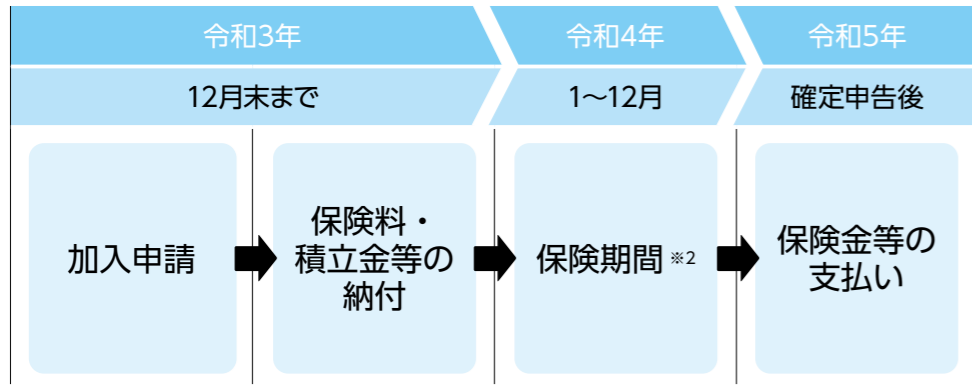 令和3年
令和4年
令和5年
12月末まで
1～12月
確定申告後
加入申請
保険料・
積立金等の
納付
保険期間 ※2
保険金等の
支払い